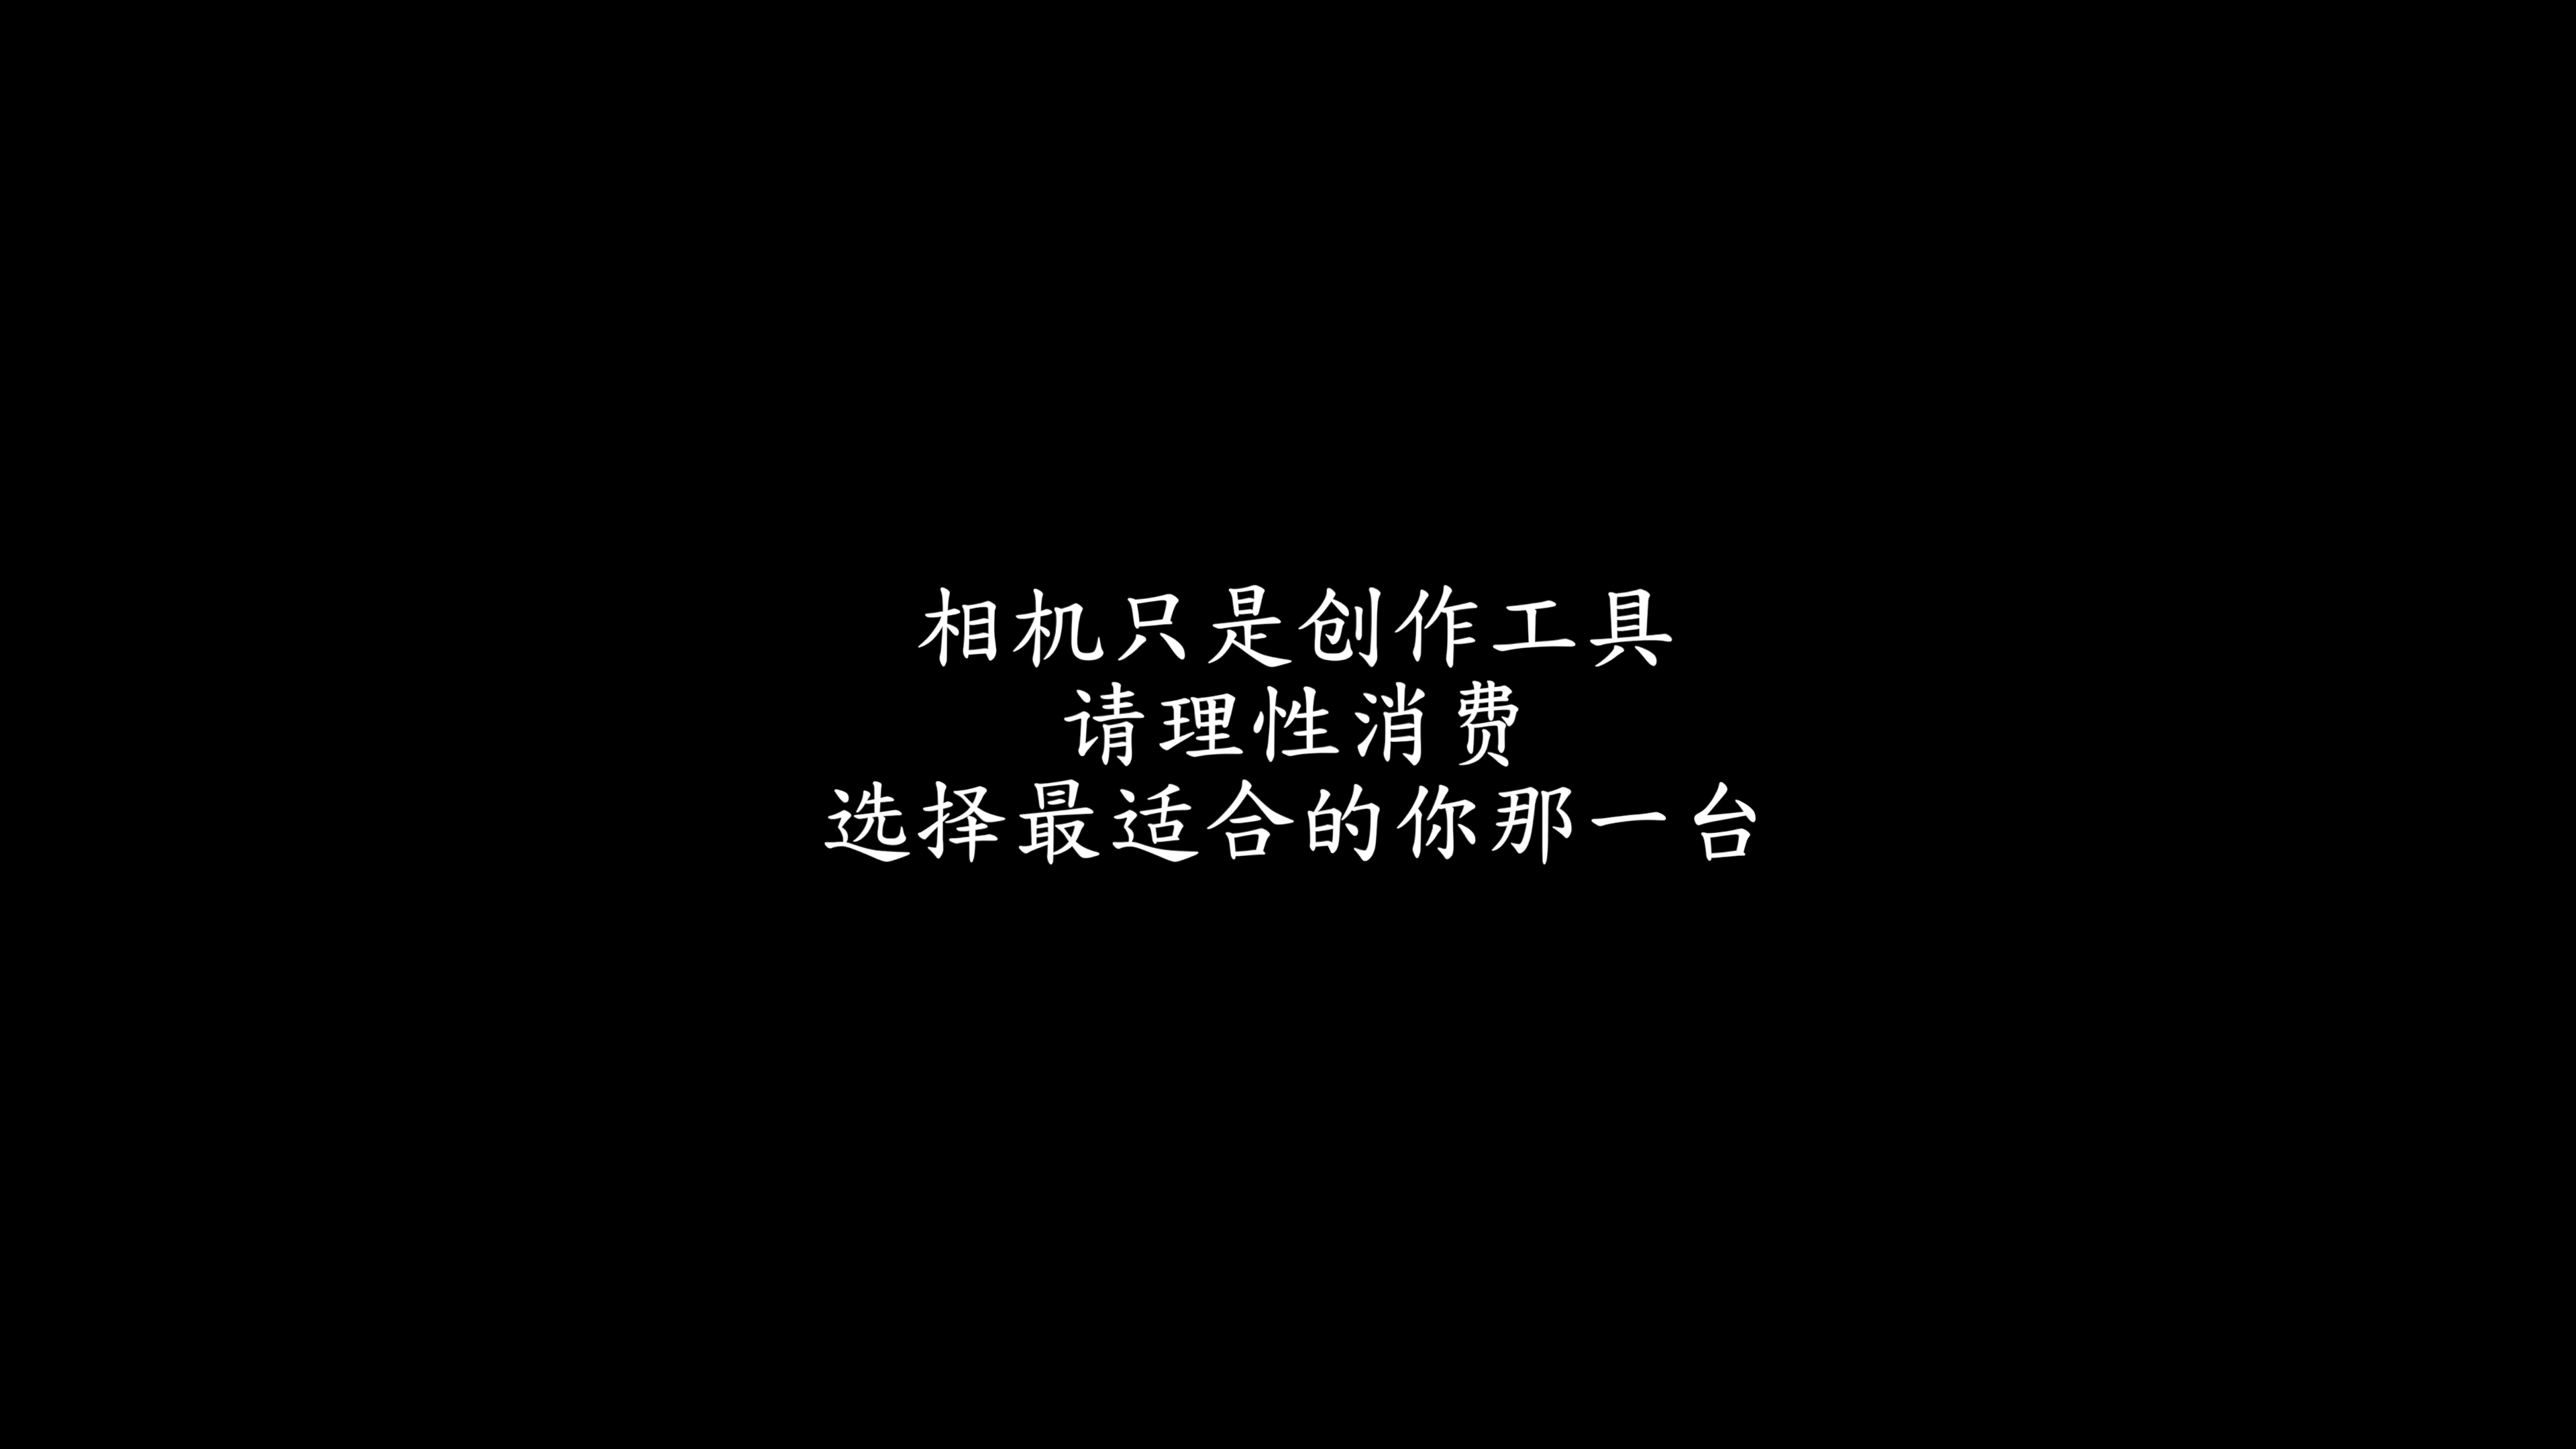 相机只是创作工具
请理性消费
选择最适合的你那一台